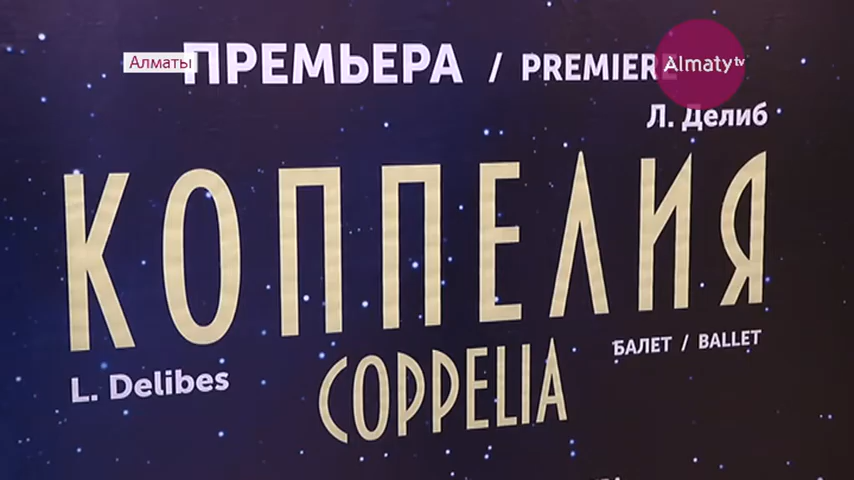 Алматы
ПРЕМЬЕРА / PREMIERE
Almaty tv
Л. Делиб
КОППЕЛИЯ
L. Delibes
COPPELIA
БАЛЕТ / BALLET